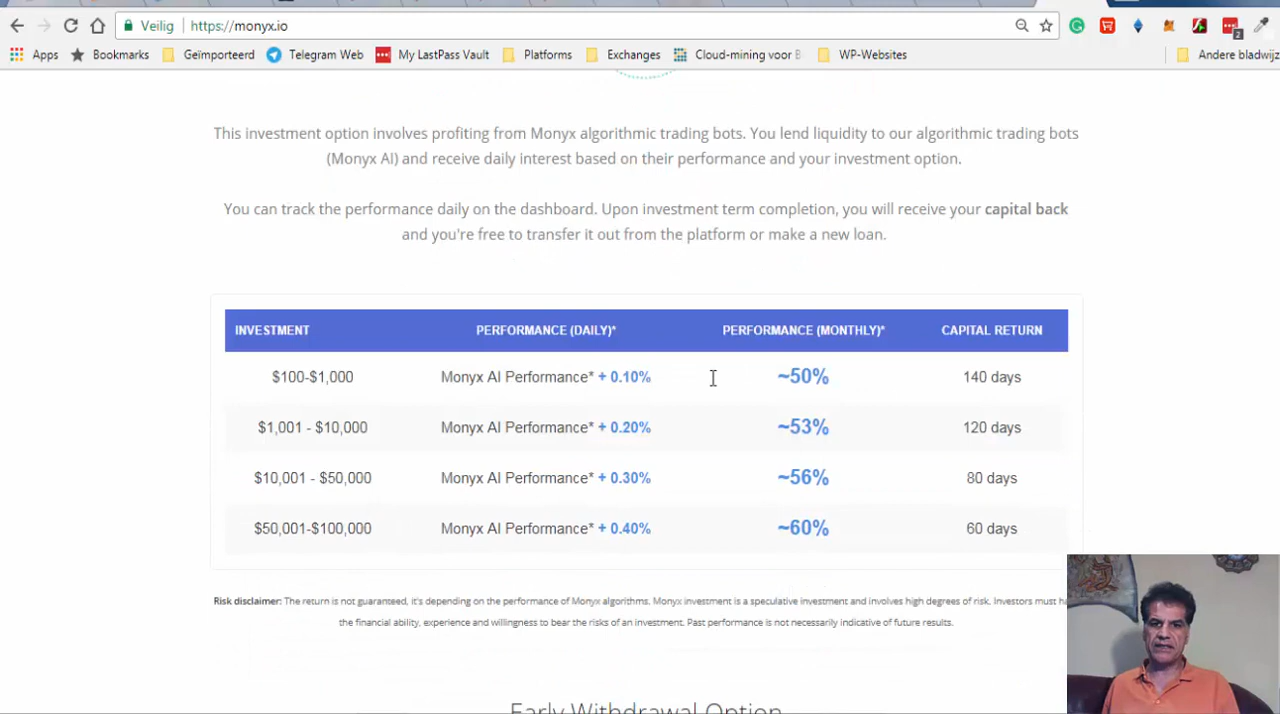 Veilig https://monyx.io
Apps Bookmarks Geïmporteerd Telegram Web My LastPass Vault Platforms Exchanges Cloud-mining voor B WP-Websites Andere bladwijz
This investment option involves profiting from Monyx algorithmic trading bots. You lend liquidity to our algorithmic trading bots
(Monyx AI) and receive daily interest based on their performance and your investment option.
You can track the performance daily on the dashboard. Upon investment term completion, you will receive your capital back
and you're free to transfer it out from the platform or make a new loan.
INVESTMENT PERFORMANCE (DAILY)* PERFORMANCE (MONTHLY)* CAPITAL RETURN
$100-$1,000 Monyx AI Performance* + 0.10% ~50% 140 days
$1,001 - $10,000 Monyx AI Performance* + 0.20% ~53% 120 days
$10,001 - $50,000 Monyx AI Performance* + 0.30% ~56% 80 days
$50,001-$100,000 Monyx AI Performance* + 0.40% ~60% 60 days
Risk disclaimer: The return is not guaranteed, it's depending on the performance of Monyx algorithms. Monyx investment is a speculative investment and involves high degrees of risk. Investors must ha
the financial ability, experience and willingness to bear the risks of an investment. Past performance is not necessarily indicative of future results.
Early Withdrawal Option